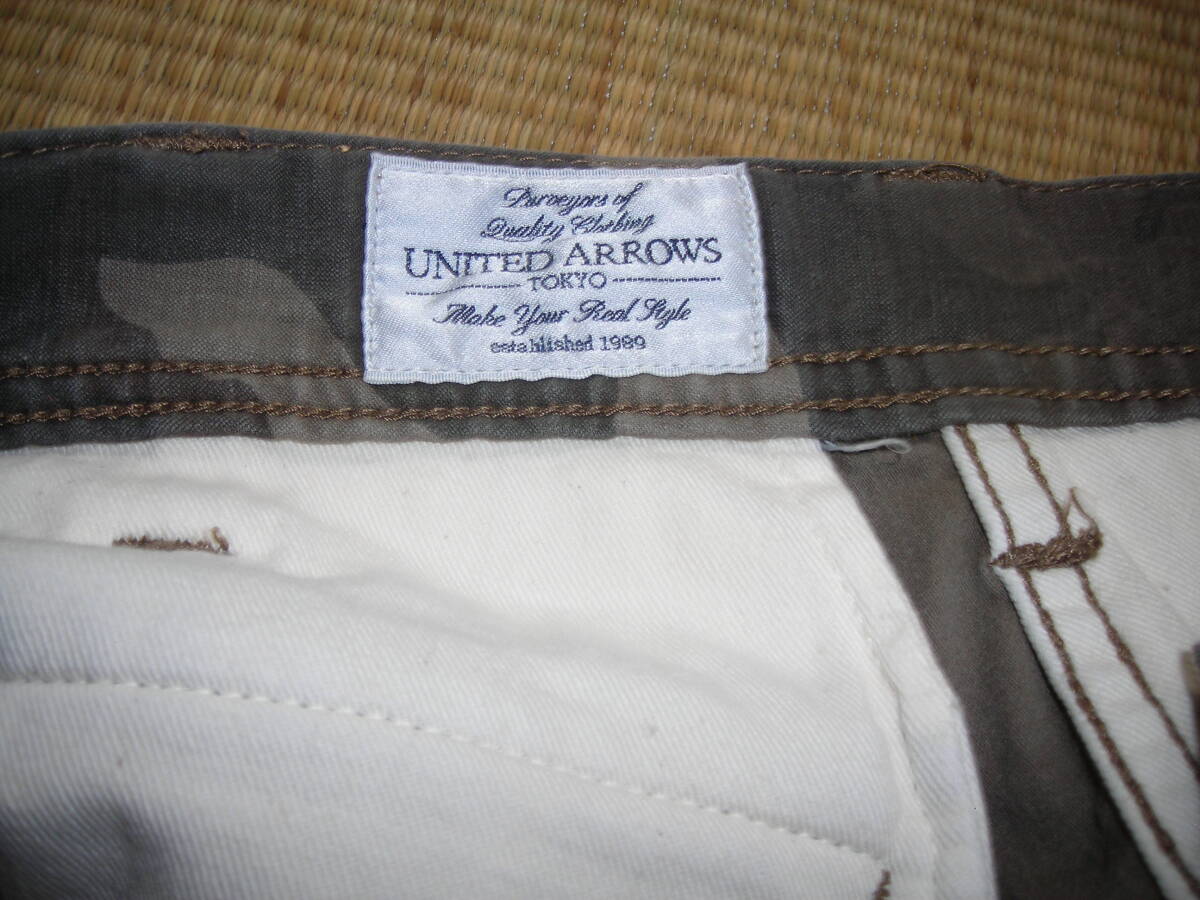 Purveyors of
Quality Clothing
UNITED ARROWS
TOKYO
Make Your Real Style
established 1989